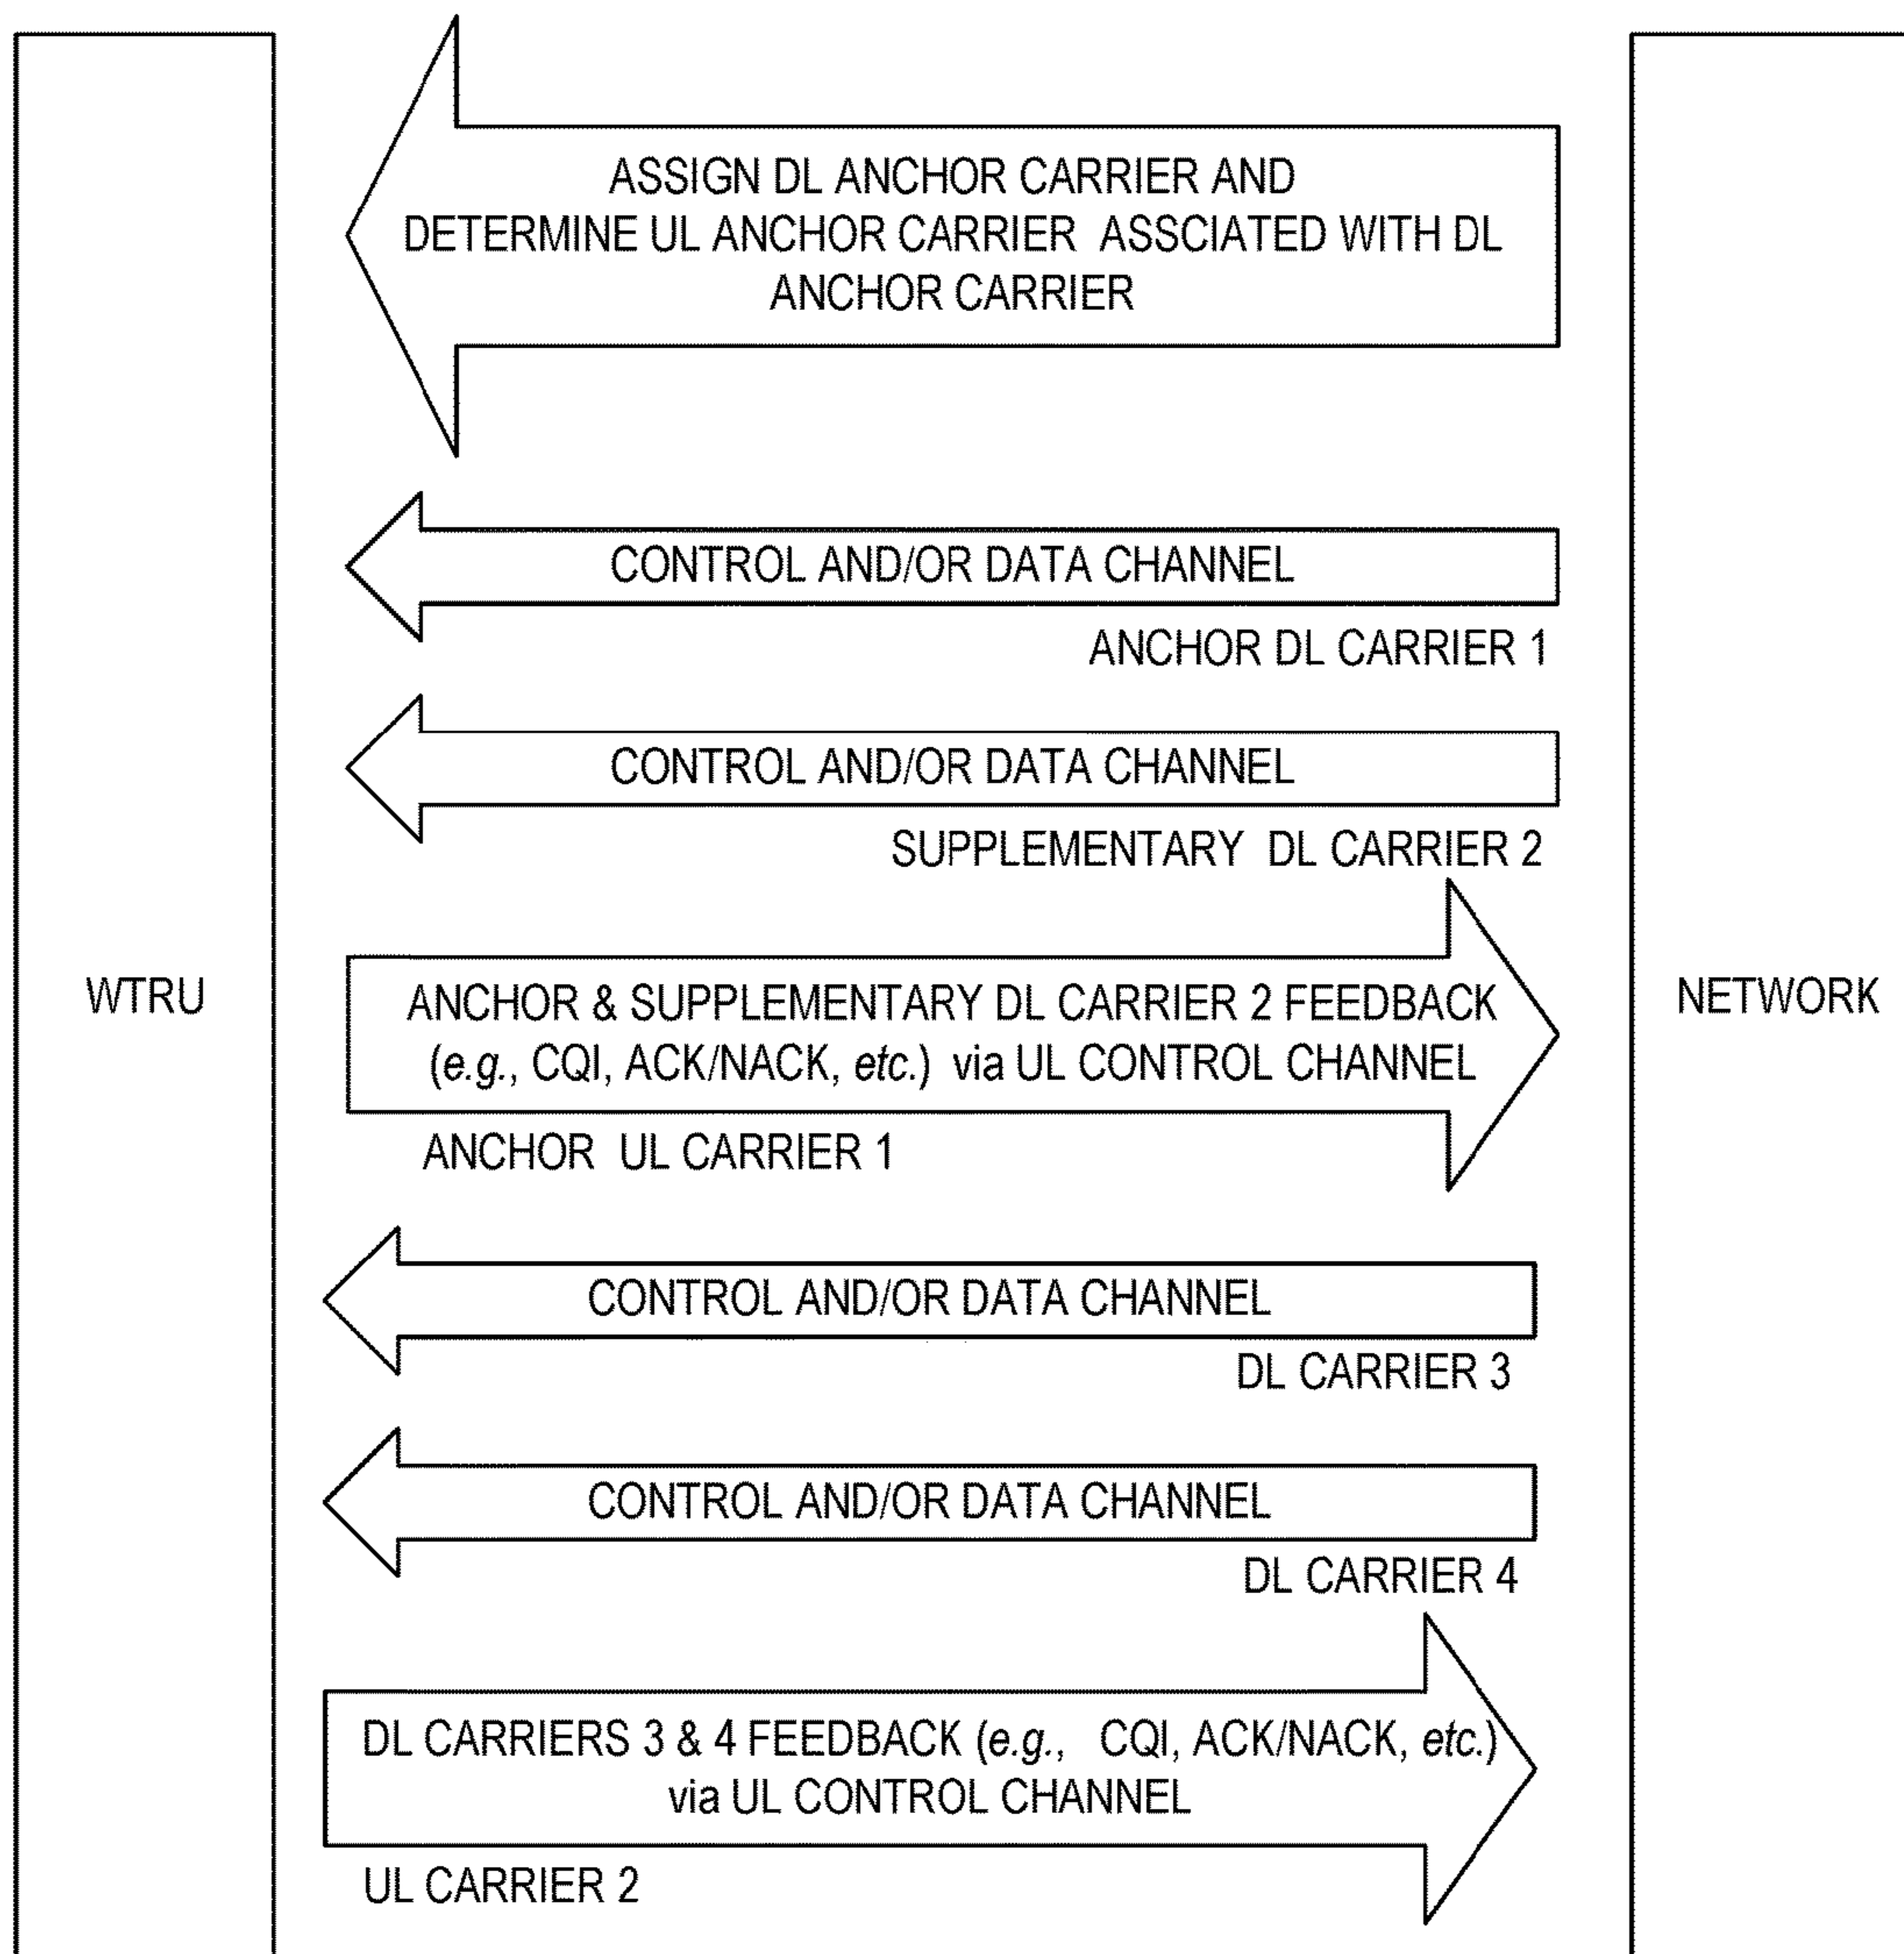 ASSIGN DL ANCHOR CARRIER AND
DETERMINE UL ANCHOR CARRIER ASSCIATED WITH DL
ANCHOR CARRIER
CONTROL AND/OR DATA CHANNEL
ANCHOR DL CARRIER 1
CONTROL AND/OR DATA CHANNEL
SUPPLEMENTARY DL CARRIER 2
WTRU
ANCHOR & SUPPLEMENTARY DL CARRIER 2 FEEDBACK
(e.g., CQI, ACK/NACK, etc.) via UL CONTROL CHANNEL
NETWORK
ANCHOR UL CARRIER 1
CONTROL AND/OR DATA CHANNEL
DL CARRIER 3
CONTROL AND/OR DATA CHANNEL
DL CARRIER 4
DL CARRIERS 3 & 4 FEEDBACK (e.g., CQI, ACK/NACK, etc.)
via UL CONTROL CHANNEL
UL CARRIER 2